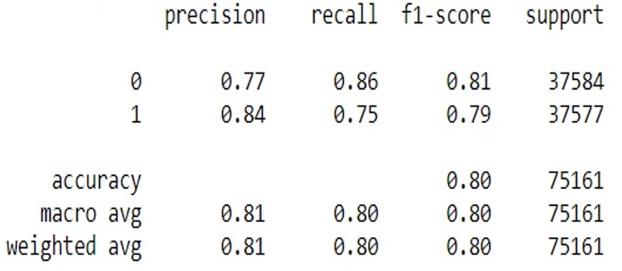 precision recall f1-score support
0 0.77 0.86 0.81 37584
1 0.84 0.75 0.79 37577
accuracy 0.80 75161
macro avg 0.81 0.80 0.80 75161
weighted avg 0.81 0.80 0.80 75161